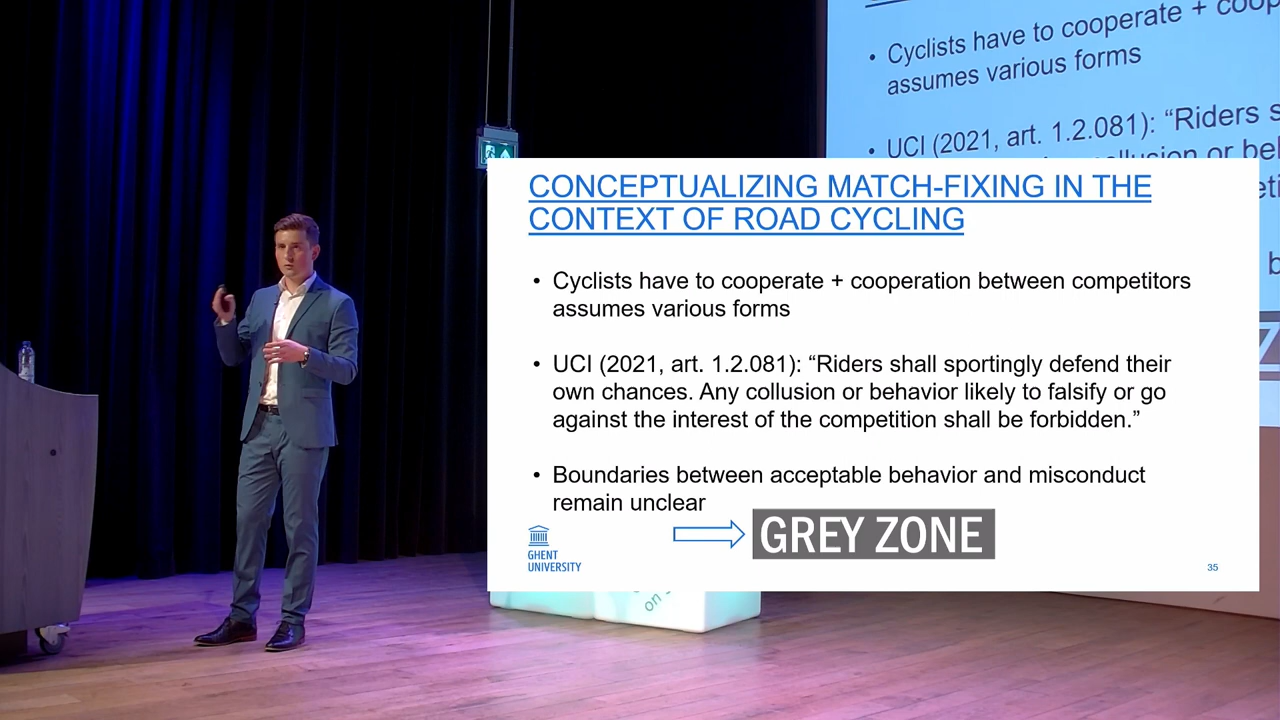 Cyclists have to cooperate + coop
assumes various forms
UCI (2021, art. 1.2.081): “Riders s
CONCEPTUALIZING MATCH-FIXING IN THE
CONTEXT OF ROAD CYCLING
• Cyclists have to cooperate + cooperation between competitors
assumes various forms
• UCI (2021, art. 1.2.081): “Riders shall sportingly defend their
own chances. Any collusion or behavior likely to falsify or go
against the interest of the competition shall be forbidden.”
• Boundaries between acceptable behavior and misconduct
remain unclear
GREY ZONE
GHENT
UNIVERSITY
35
on